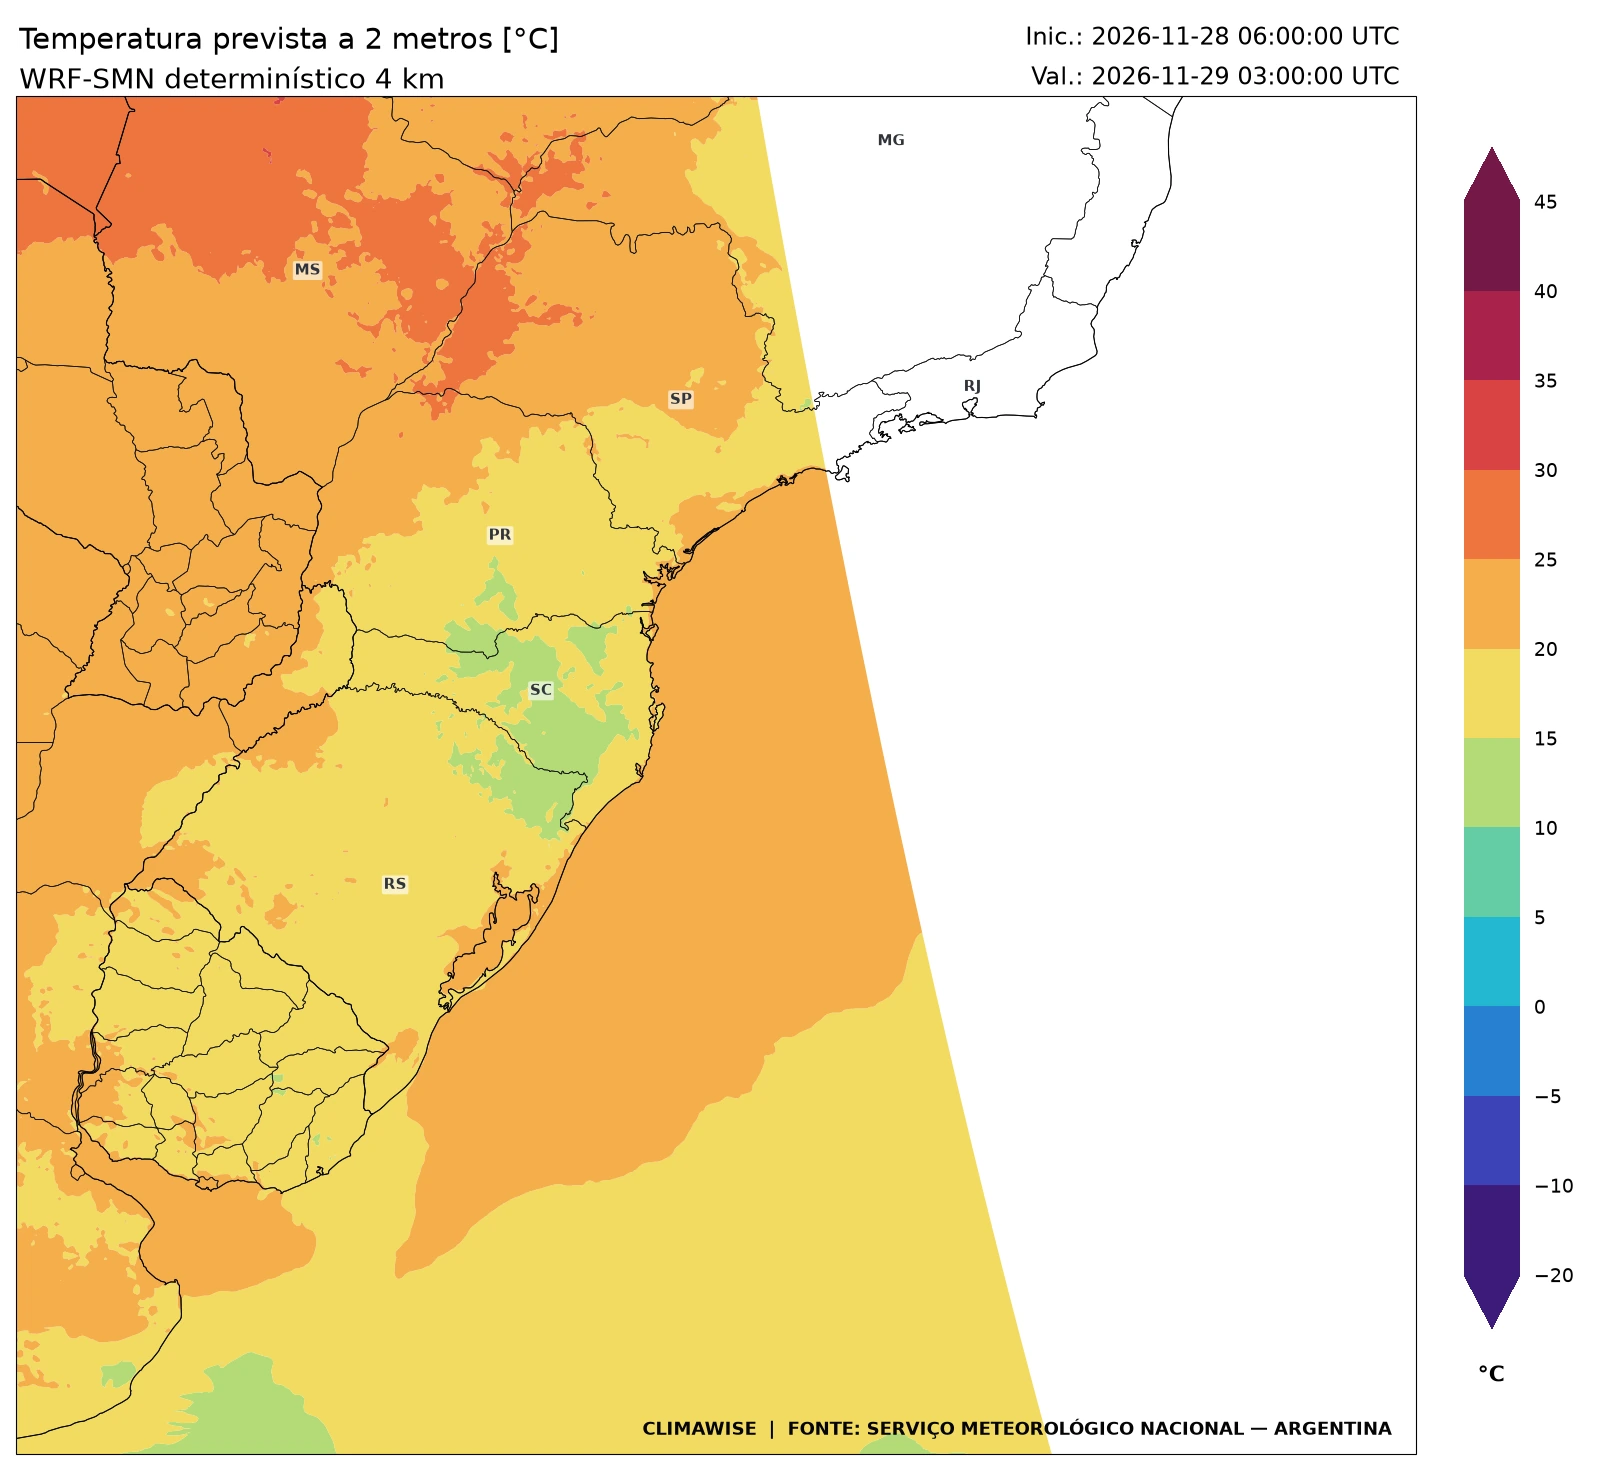 Temperatura prevista a 2 metros [°C]
WRF-SMN determinístico 4 km
Inic.: 2026-11-28 06:00:00 UTC
Val.: 2026-11-29 03:00:00 UTC
MG
MS
RJ
SP
PR
SC
RS
45
40
35
30
25
20
15
10
5
0
−5
−10
−20
°C
CLIMAWISE | FONTE: SERVIÇO METEOROLÓGICO NACIONAL — ARGENTINA